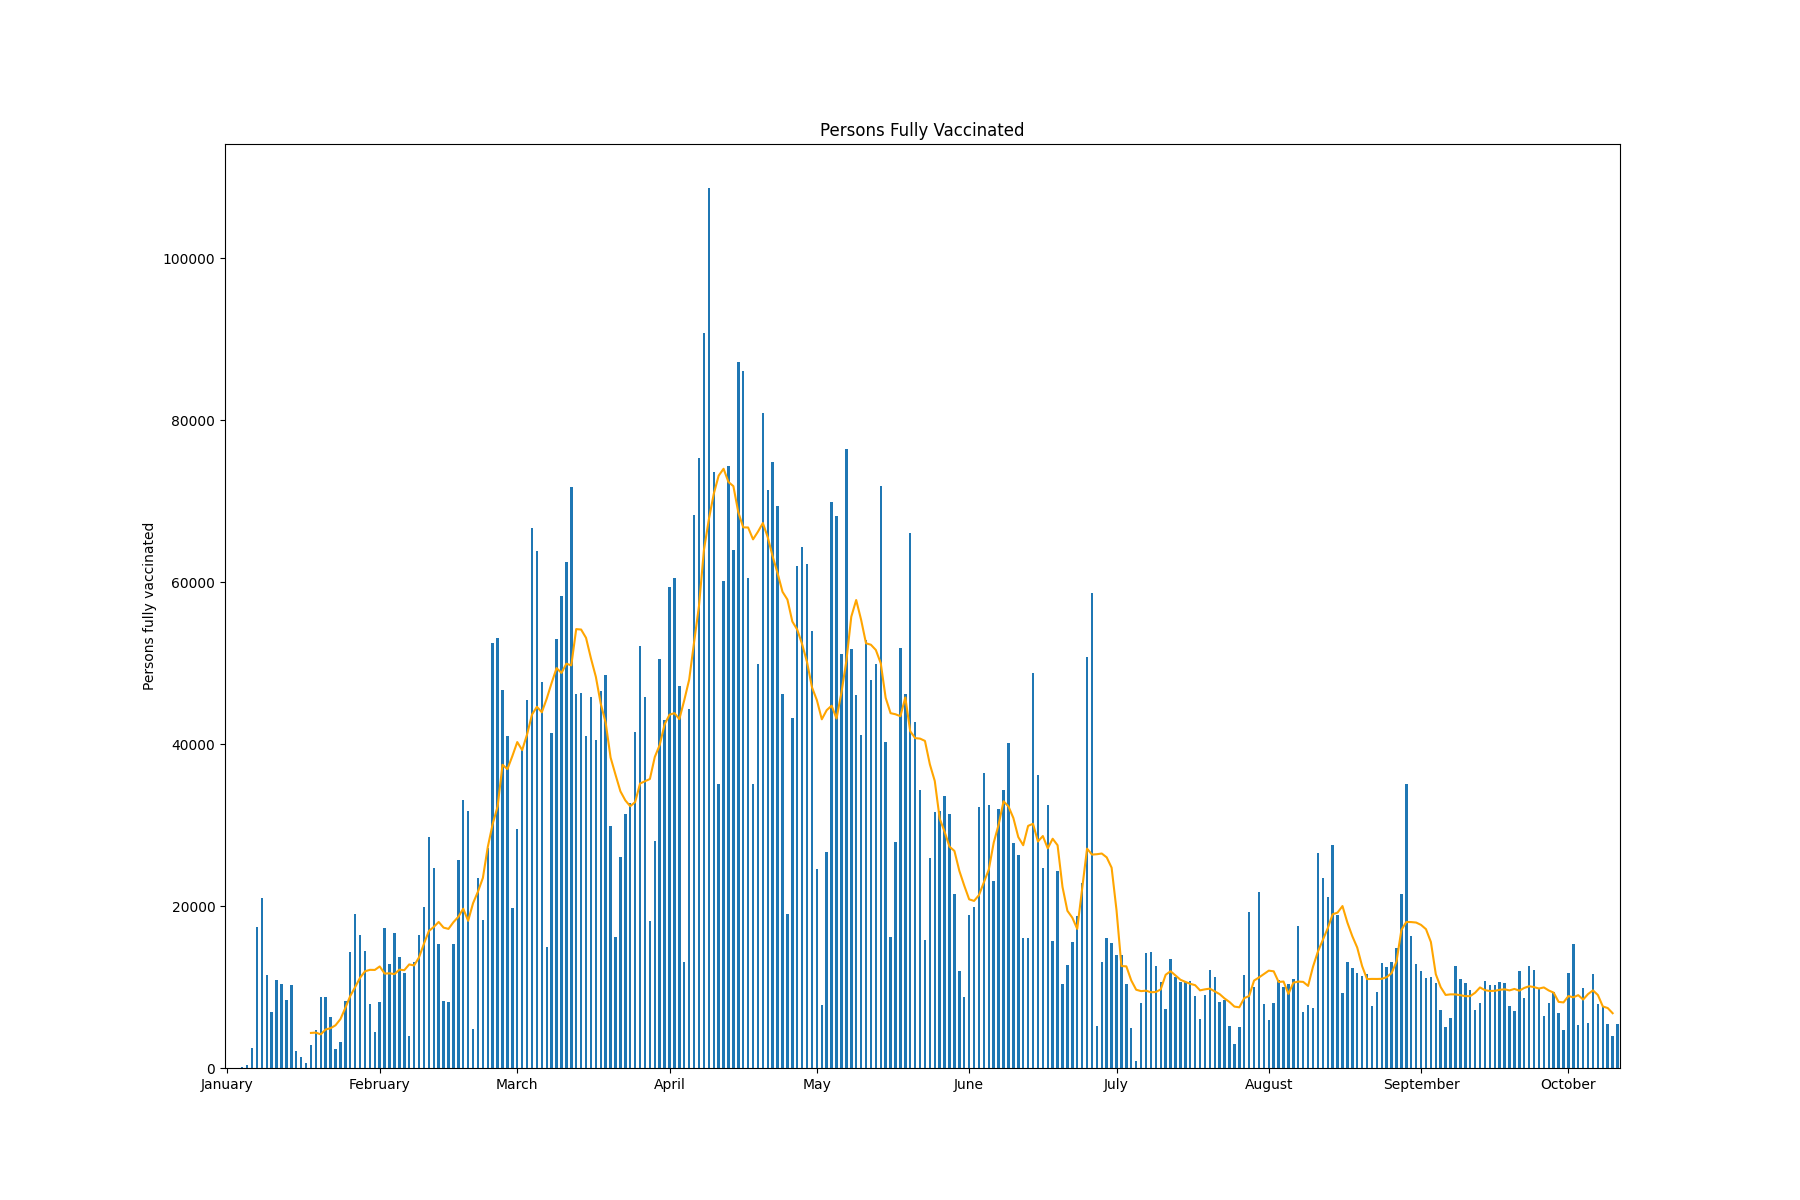 Persons Fully Vaccinated
Persons fully vaccinated
100000
80000
60000
40000
20000
0
January February March April May June July August September October